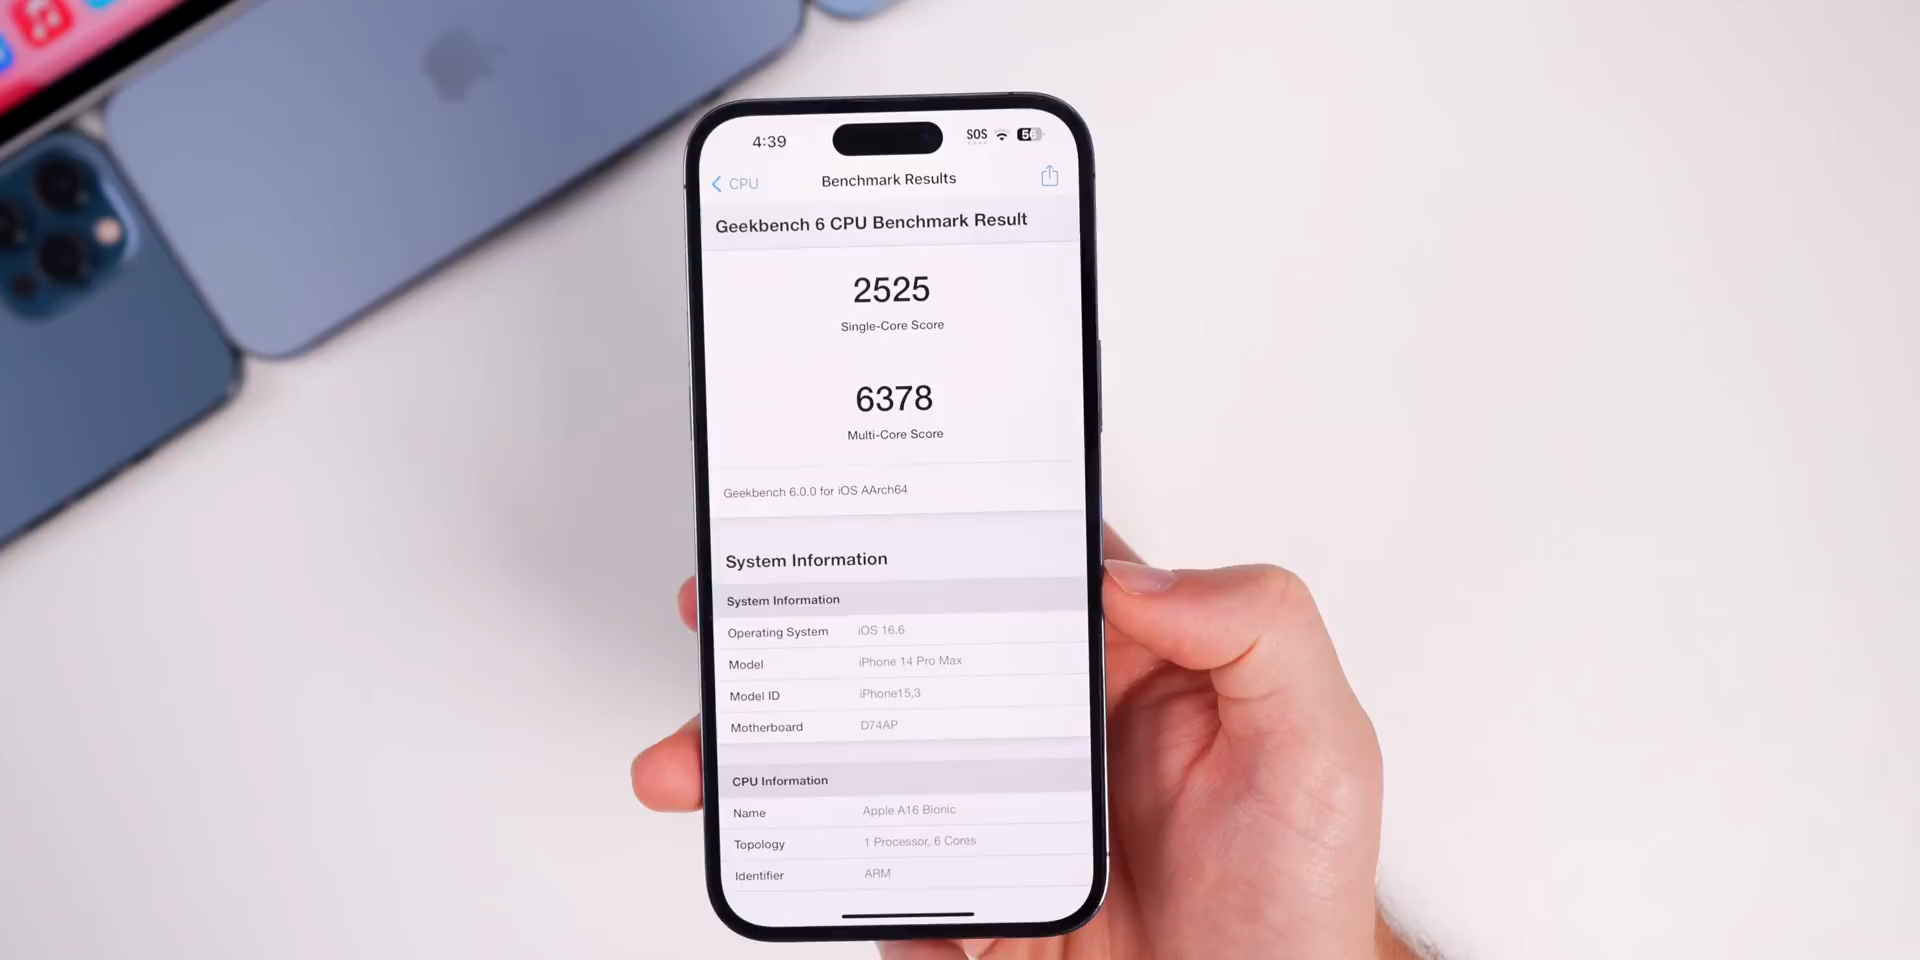 4:39
SOS
CPU
Benchmark Results
Geekbench 6 CPU Benchmark Result
2525
Single-Core Score
6378
Multi-Core Score
Geekbench 6.0.0 for iOS AArch64
System Information
System Information
Operating System iOS 16.6
Model iPhone 14 Pro Max
Model ID iPhone15,3
Motherboard D74AP
CPU Information
Name Apple A16 Bionic
Topology 1 Processor, 6 Cores
Identifier ARM